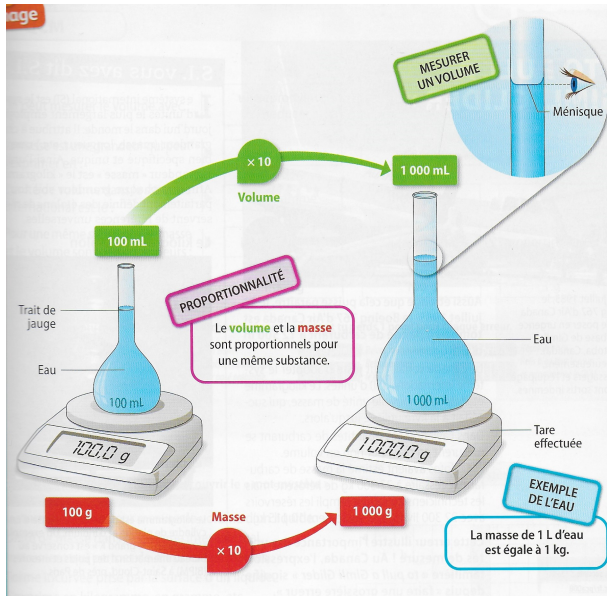 MESURER
UN VOLUME
Ménisque
× 10
Volume
1 000 mL
100 mL
PROPORTIONNALITÉ
Le volume et la masse
sont proportionnels pour
une même substance.
Trait de
jauge
Eau
100 mL
100.0 g
Eau
1 000 mL
1000.0 g
Tare
effectuée
100 g
Masse
× 10
1 000 g
EXEMPLE
DE L'EAU
La masse de 1 L d'eau
est égale à 1 kg.